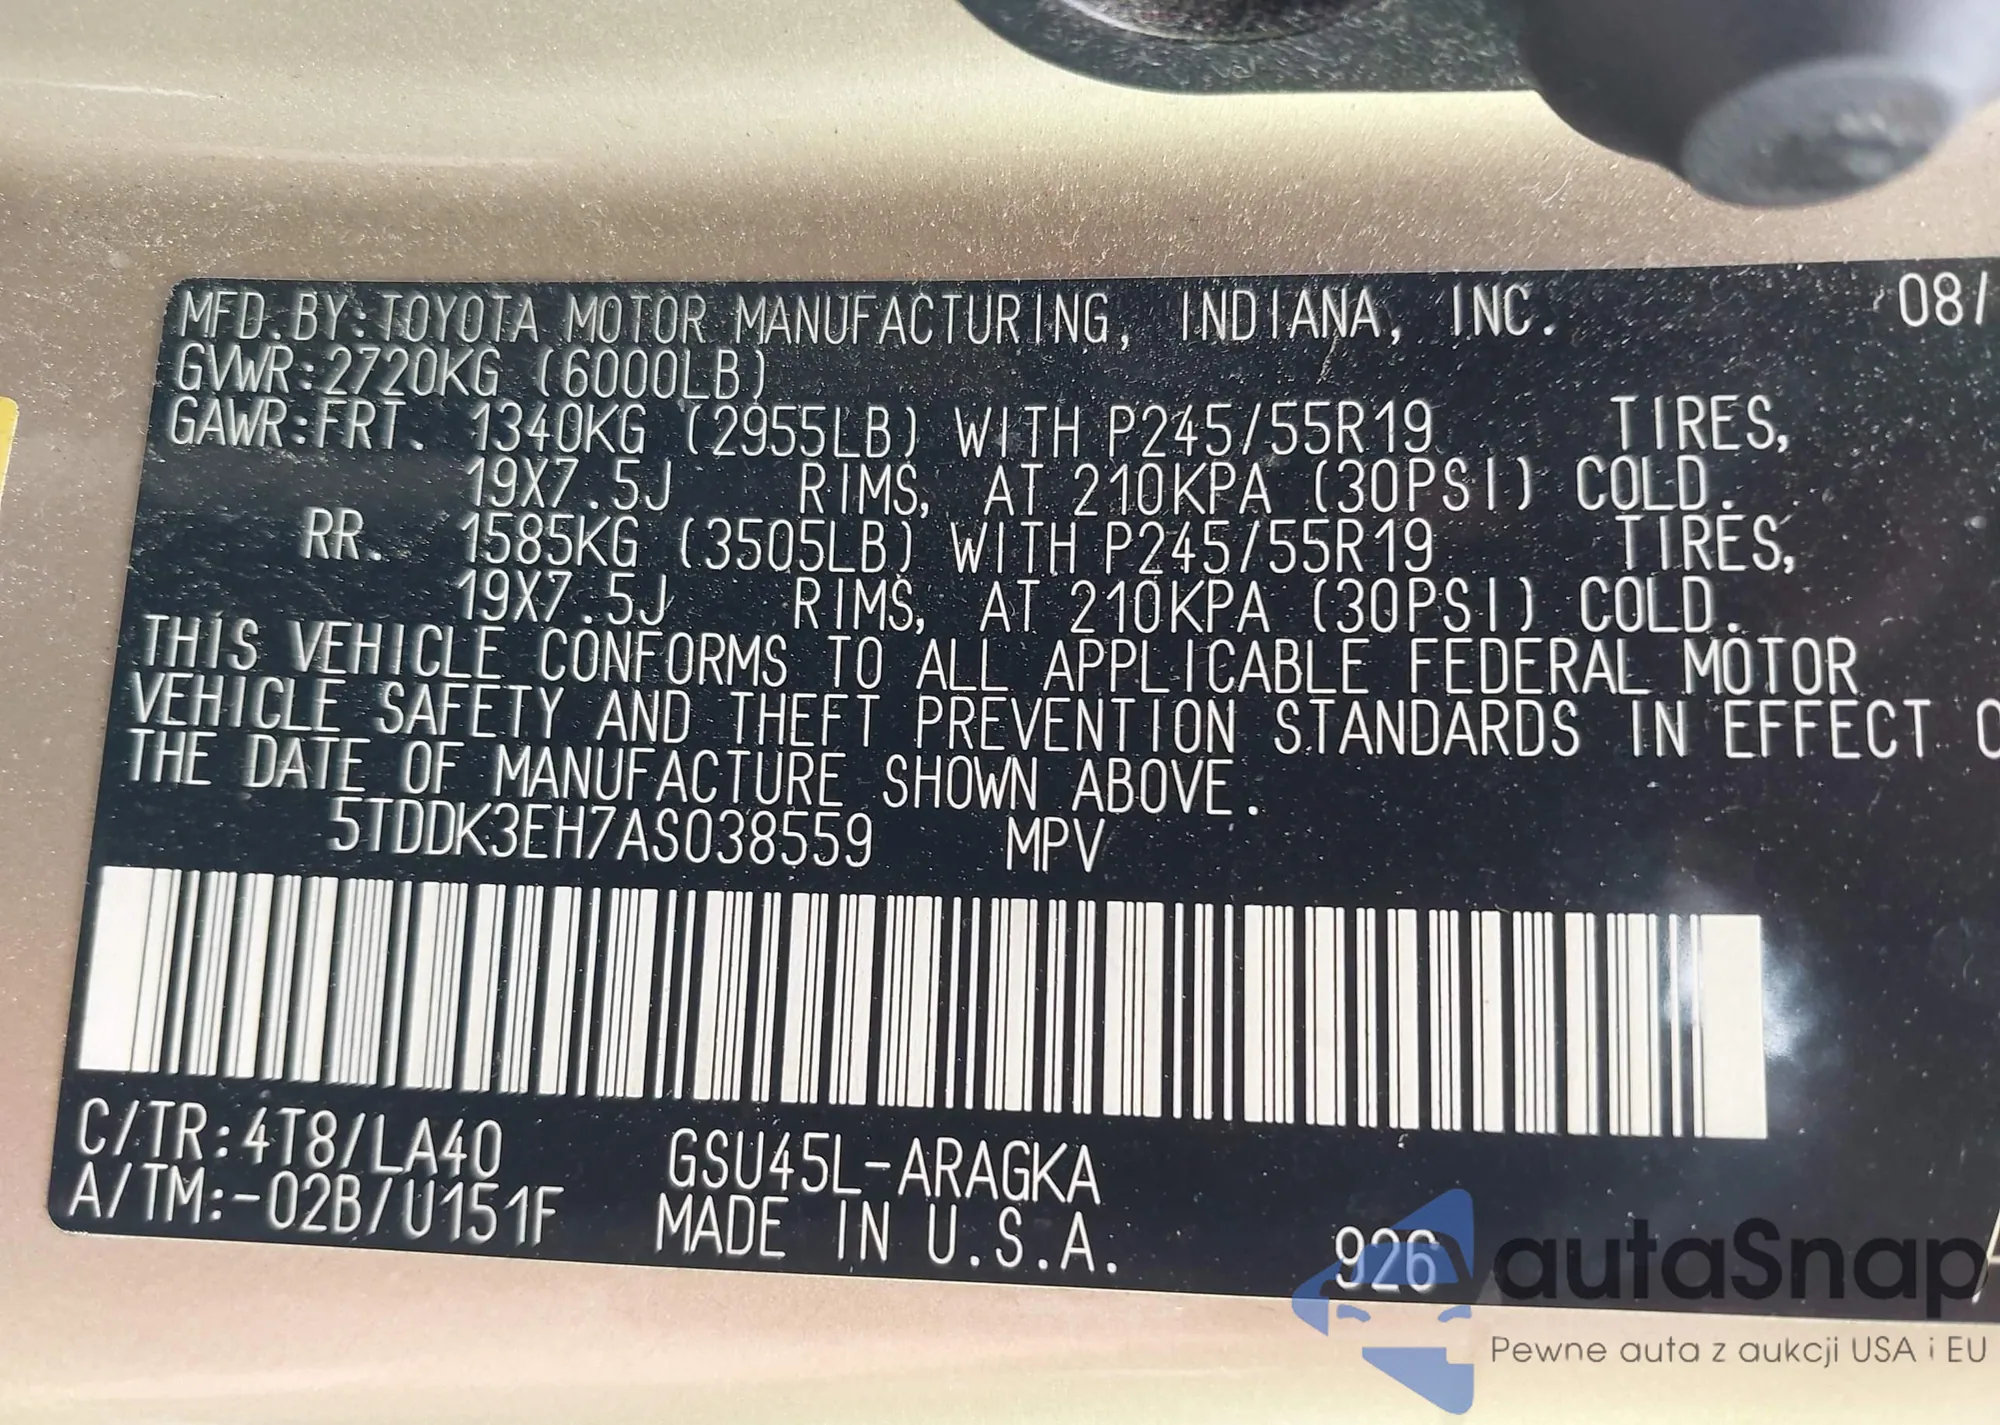 MFD.BY:TOYOTA MOTOR MANUFACTURING, INDIANA, INC. 08/
GVWR:2720KG (6000LB)
GAWR:FRT. 1340KG (2955LB) WITH P245/55R19 TIRES,
19X7.5J RIMS, AT 210KPA (30PSI) COLD.
RR. 1585KG (3505LB) WITH P245/55R19 TIRES,
19X7.5J RIMS, AT 210KPA (30PSI) COLD.
THIS VEHICLE CONFORMS TO ALL APPLICABLE FEDERAL MOTOR
VEHICLE SAFETY AND THEFT PREVENTION STANDARDS IN EFFECT
THE DATE OF MANUFACTURE SHOWN ABOVE.
5TDDK3EH7AS038559 MPV
C/TR:4T8/LA40 GSU45L-ARAGKA
A/TM:-02B/U151F MADE IN U.S.A. 926
autaSnap
Pewne auta z aukcji USA i EU